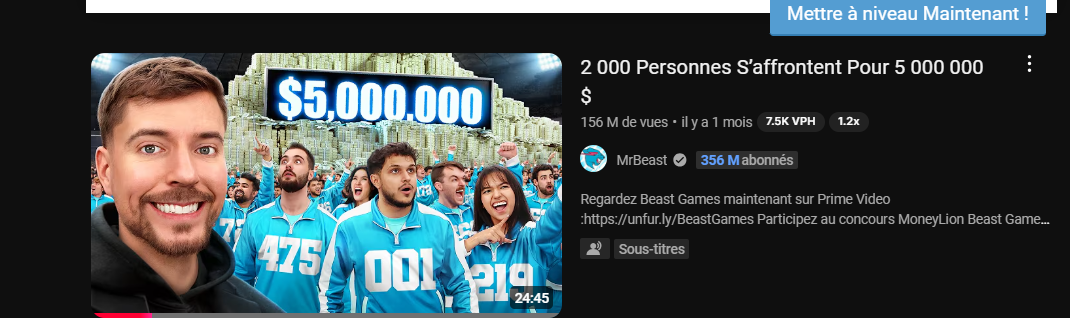 Mettre à niveau Maintenant !
$5,000,000
475
001
219
24:45
2 000 Personnes S’affrontent Pour 5 000 000
$
156 M de vues • il y a 1 mois 7.5K VPH 1.2x
MrBeast 356 M abonnés
Regardez Beast Games maintenant sur Prime Video
:https://unfur.ly/BeastGames Participez au concours MoneyLion Beast Game...
Sous-titres